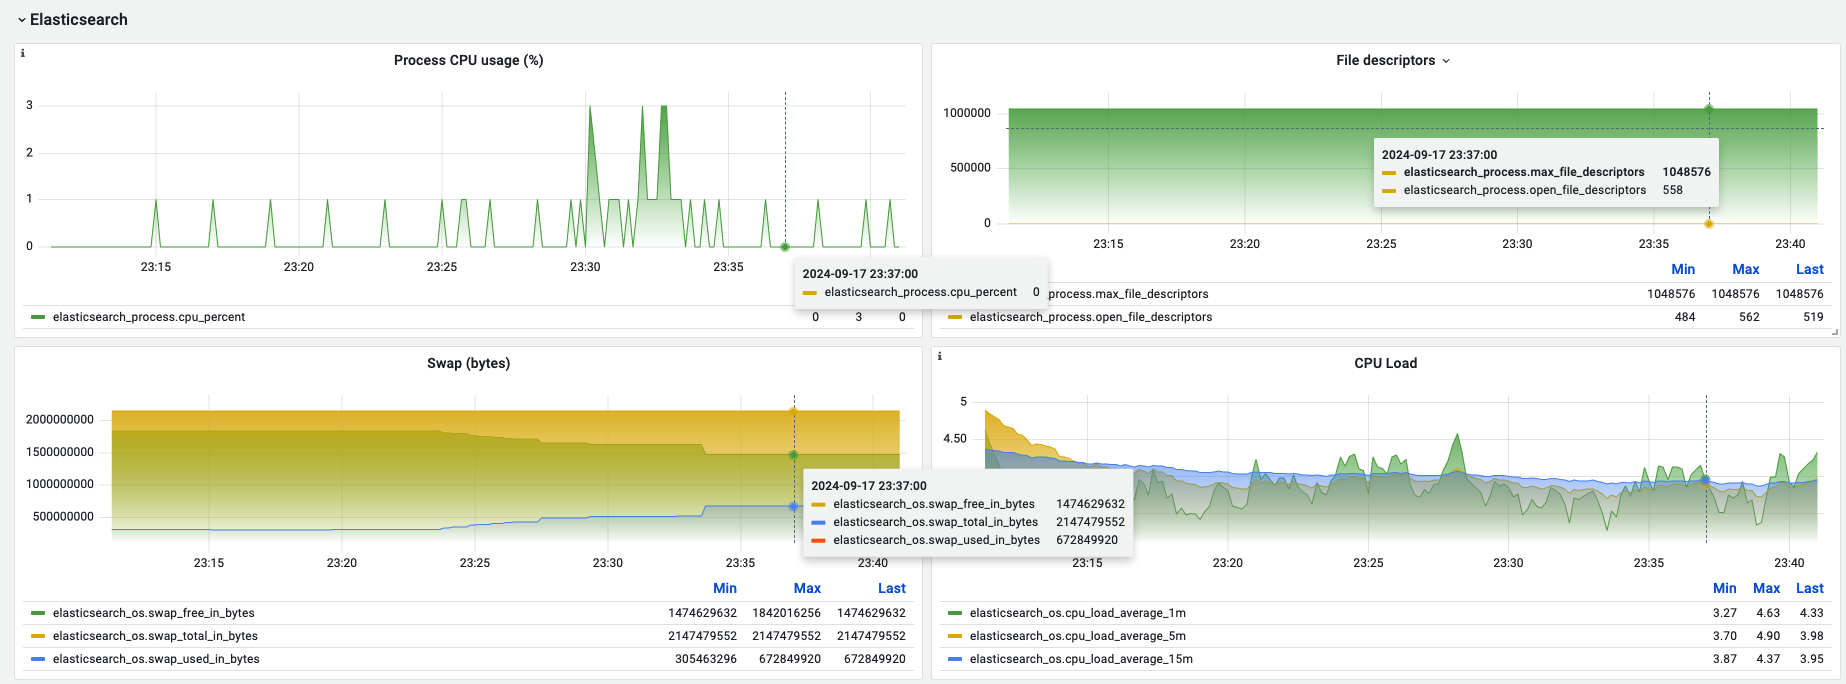 Elasticsearch
i
Process CPU usage (%)
3
2
1
0
23:15 23:20 23:25 23:30 23:35
2024-09-17 23:37:00
elasticsearch_process.cpu_percent 0
elasticsearch_process.cpu_percent 0 3 0
File descriptors
1000000
500000
0
2024-09-17 23:37:00
elasticsearch_process.max_file_descriptors 1048576
elasticsearch_process.open_file_descriptors 558
23:15 23:20 23:25 23:30 23:35 23:40
Min Max Last
process.max_file_descriptors 1048576 1048576 1048576
elasticsearch_process.open_file_descriptors 484 562 519
Swap (bytes)
2000000000
1500000000
1000000000
500000000
23:15 23:20 23:25 23:30 23:35 23:40
2024-09-17 23:37:00
elasticsearch_os.swap_free_in_bytes 1474629632
elasticsearch_os.swap_total_in_bytes 2147479552
elasticsearch_os.swap_used_in_bytes 672849920
Min Max Last
elasticsearch_os.swap_free_in_bytes 1474629632 1842016256 1474629632
elasticsearch_os.swap_total_in_bytes 2147479552 2147479552 2147479552
elasticsearch_os.swap_used_in_bytes 305463296 672849920 672849920
i
CPU Load
5
4.50
23:15 23:20 23:25 23:30 23:35 23:40
Min Max Last
elasticsearch_os.cpu_load_average_1m 3.27 4.63 4.33
elasticsearch_os.cpu_load_average_5m 3.70 4.90 3.98
elasticsearch_os.cpu_load_average_15m 3.87 4.37 3.95